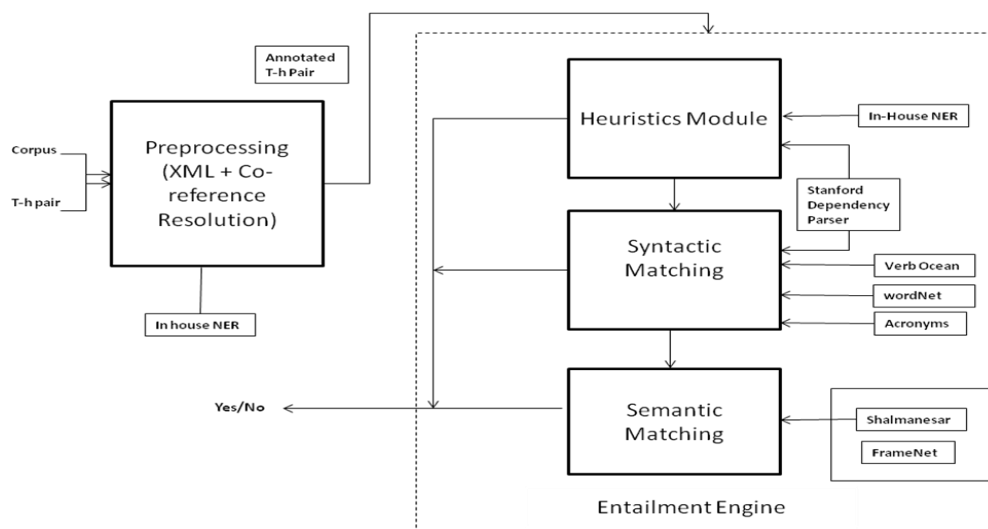 Annotated
T-h Pair
Corpus
T-h pair
Preprocessing
(XML + Co-
reference
Resolution)
In house NER
Heuristics Module
In-House NER
Stanford
Dependency
Parser
Syntactic
Matching
Verb Ocean
wordNet
Acronyms
Yes/No
Semantic
Matching
Shalmanesar
FrameNet
Entailment Engine